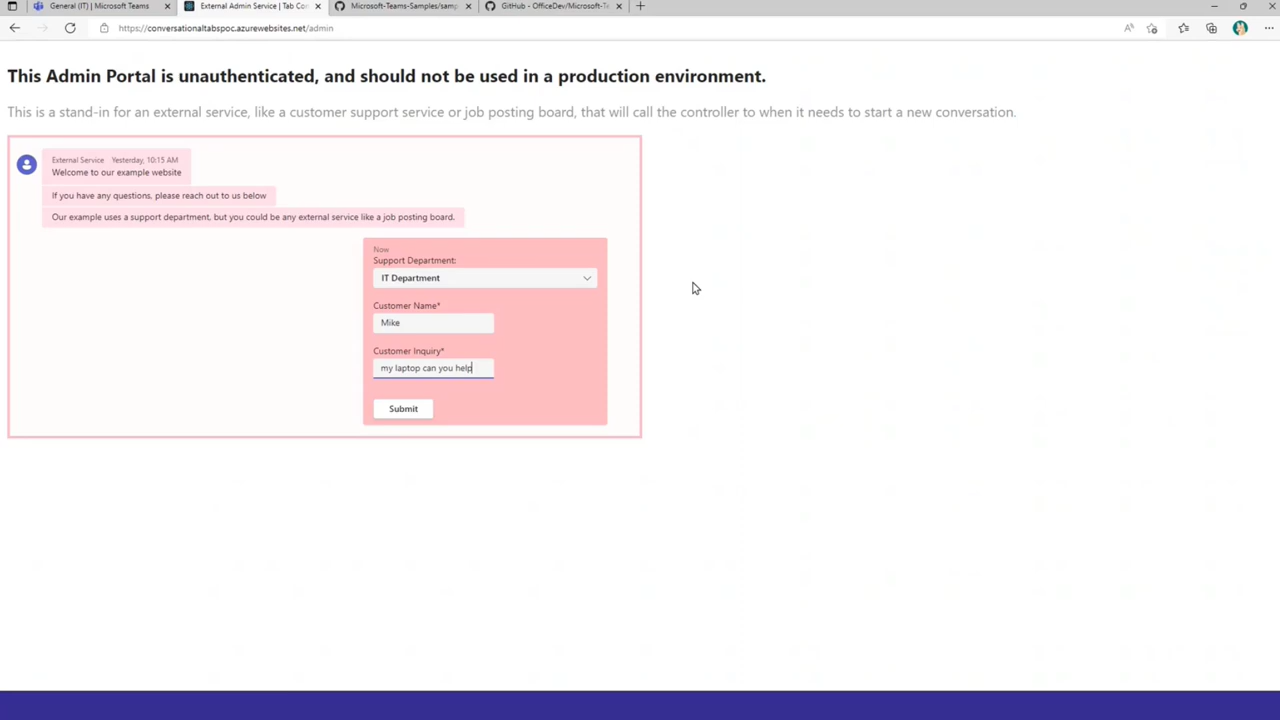 General (IT) | Microsoft Teams
External Admin Service | Tab Co
Microsoft-Teams-Samples/samp
GitHub - OfficeDev/Microsoft-Te
https://conversationaltabspoc.azurewebsites.net/admin
This Admin Portal is unauthenticated, and should not be used in a production environment.
This is a stand-in for an external service, like a customer support service or job posting board, that will call the controller to when it needs to start a new conversation.
External Service Yesterday, 10:15 AM
Welcome to our example website
If you have any questions, please reach out to us below
Our example uses a support department, but you could be any external service like a job posting board.
Now
Support Department:
IT Department
Customer Name*
Mike
Customer Inquiry*
my laptop can you help
Submit